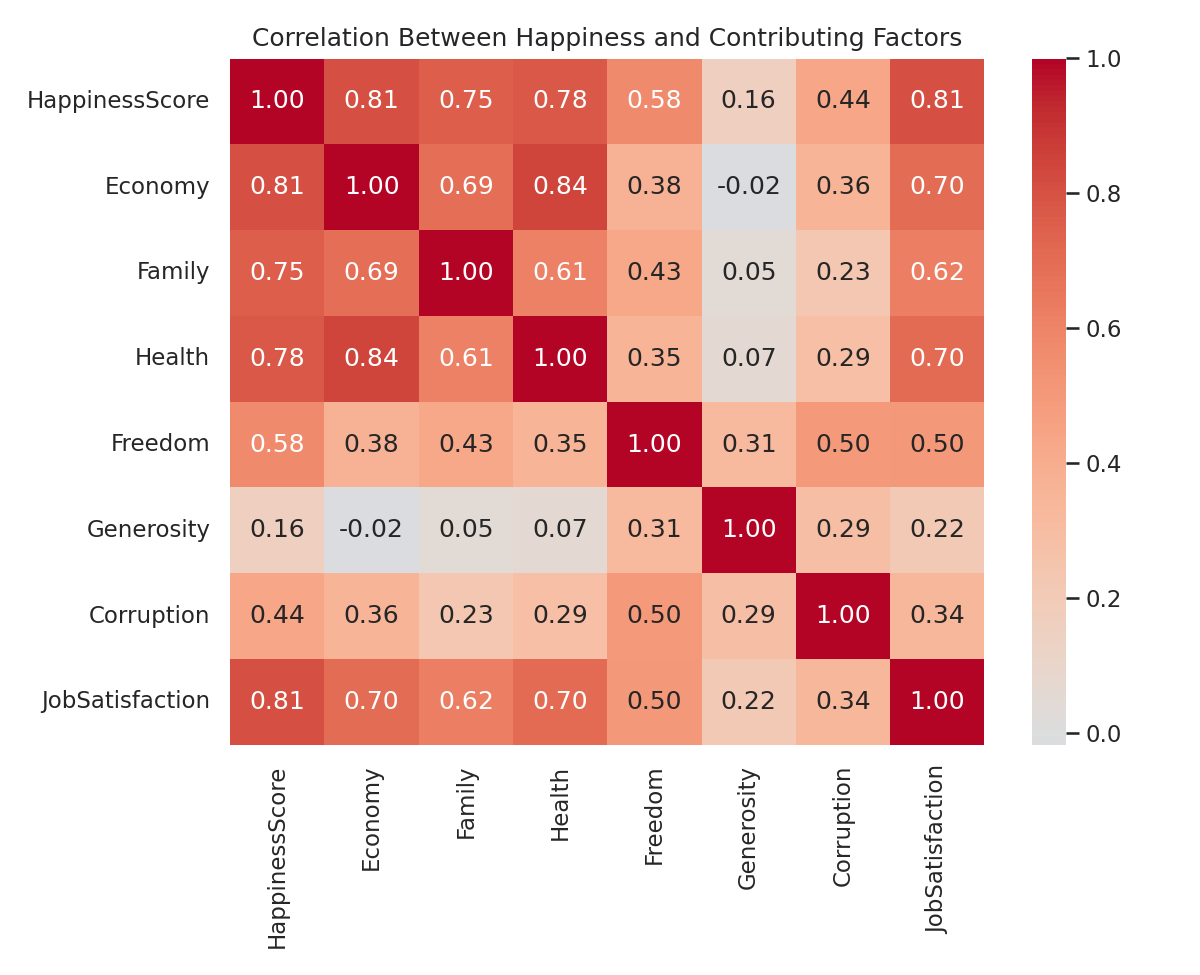 Correlation Between Happiness and Contributing Factors
HappinessScore 1.00 0.81 0.75 0.78 0.58 0.16 0.44 0.81
Economy 0.81 1.00 0.69 0.84 0.38 -0.02 0.36 0.70
Family 0.75 0.69 1.00 0.61 0.43 0.05 0.23 0.62
Health 0.78 0.84 0.61 1.00 0.35 0.07 0.29 0.70
Freedom 0.58 0.38 0.43 0.35 1.00 0.31 0.50 0.50
Generosity 0.16 -0.02 0.05 0.07 0.31 1.00 0.29 0.22
Corruption 0.44 0.36 0.23 0.29 0.50 0.29 1.00 0.34
JobSatisfaction 0.81 0.70 0.62 0.70 0.50 0.22 0.34 1.00
HappinessScore
Economy
Family
Health
Freedom
Generosity
Corruption
JobSatisfaction
1.0
0.8
0.6
0.4
0.2
0.0